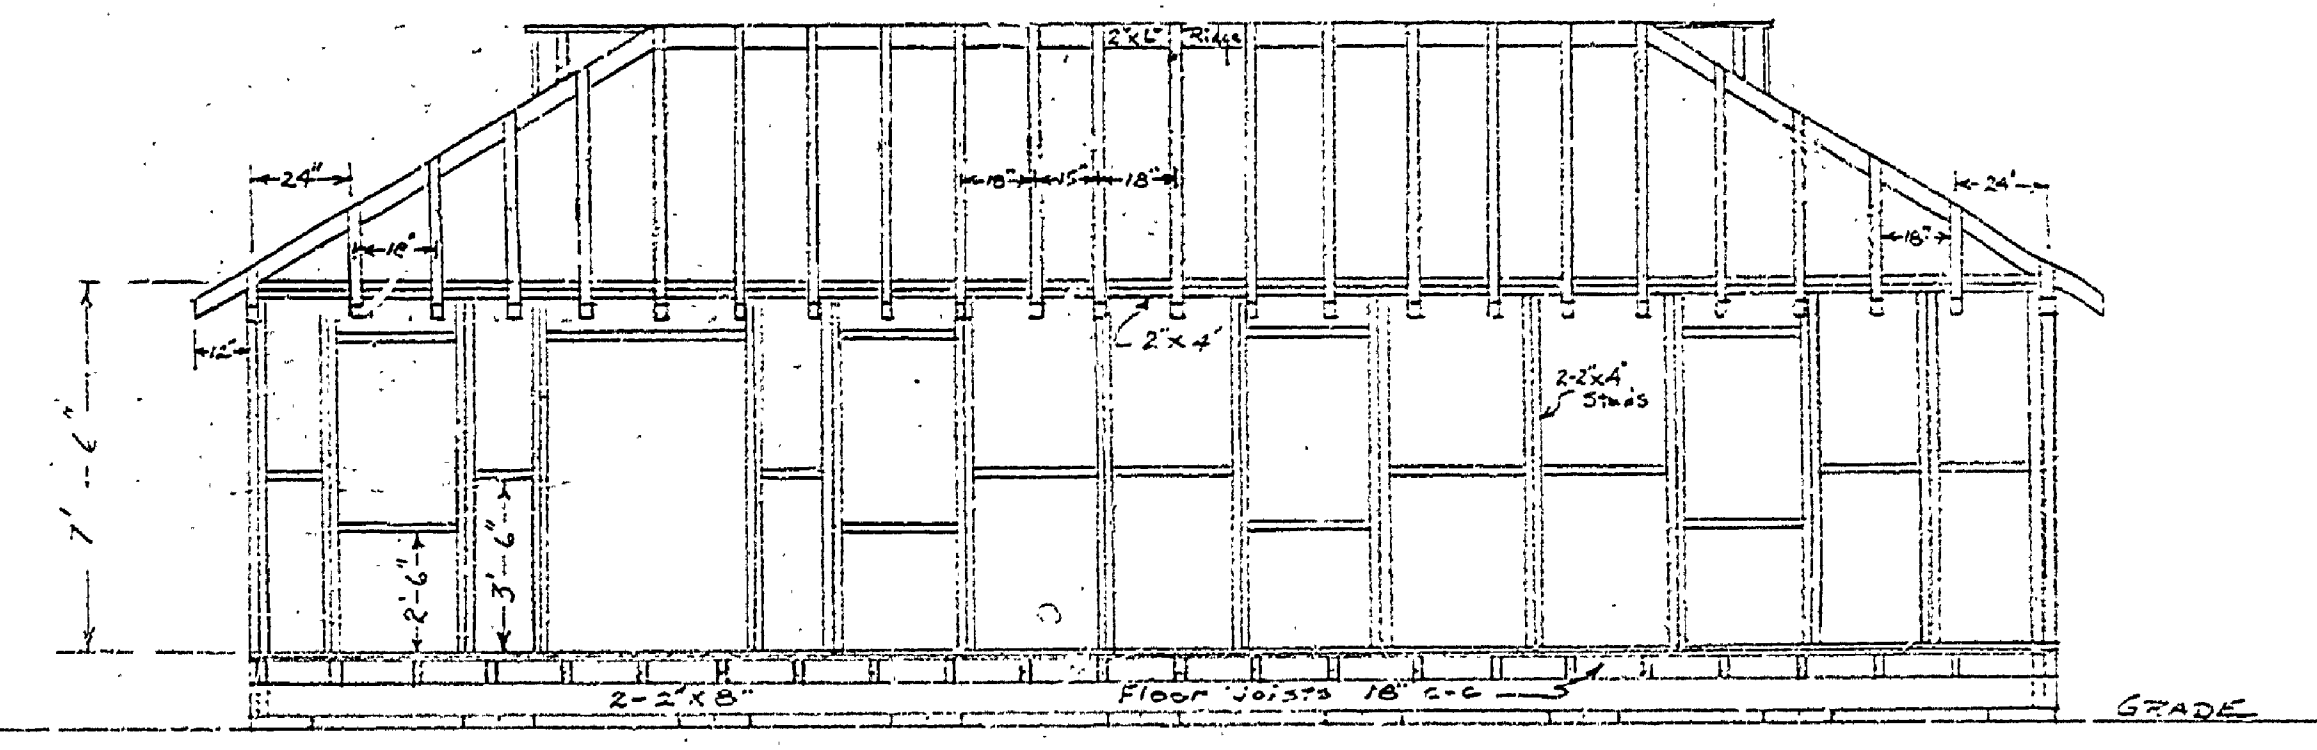 2"x6" Ridge
24"
18"
15"
18"
24"
18"
18"
12"
2"x4"
2-2"x4"
Studs
7'-6"
2'-6"
3'-6"
2-2"x8"
Floor joists 18" c-c
GRADE